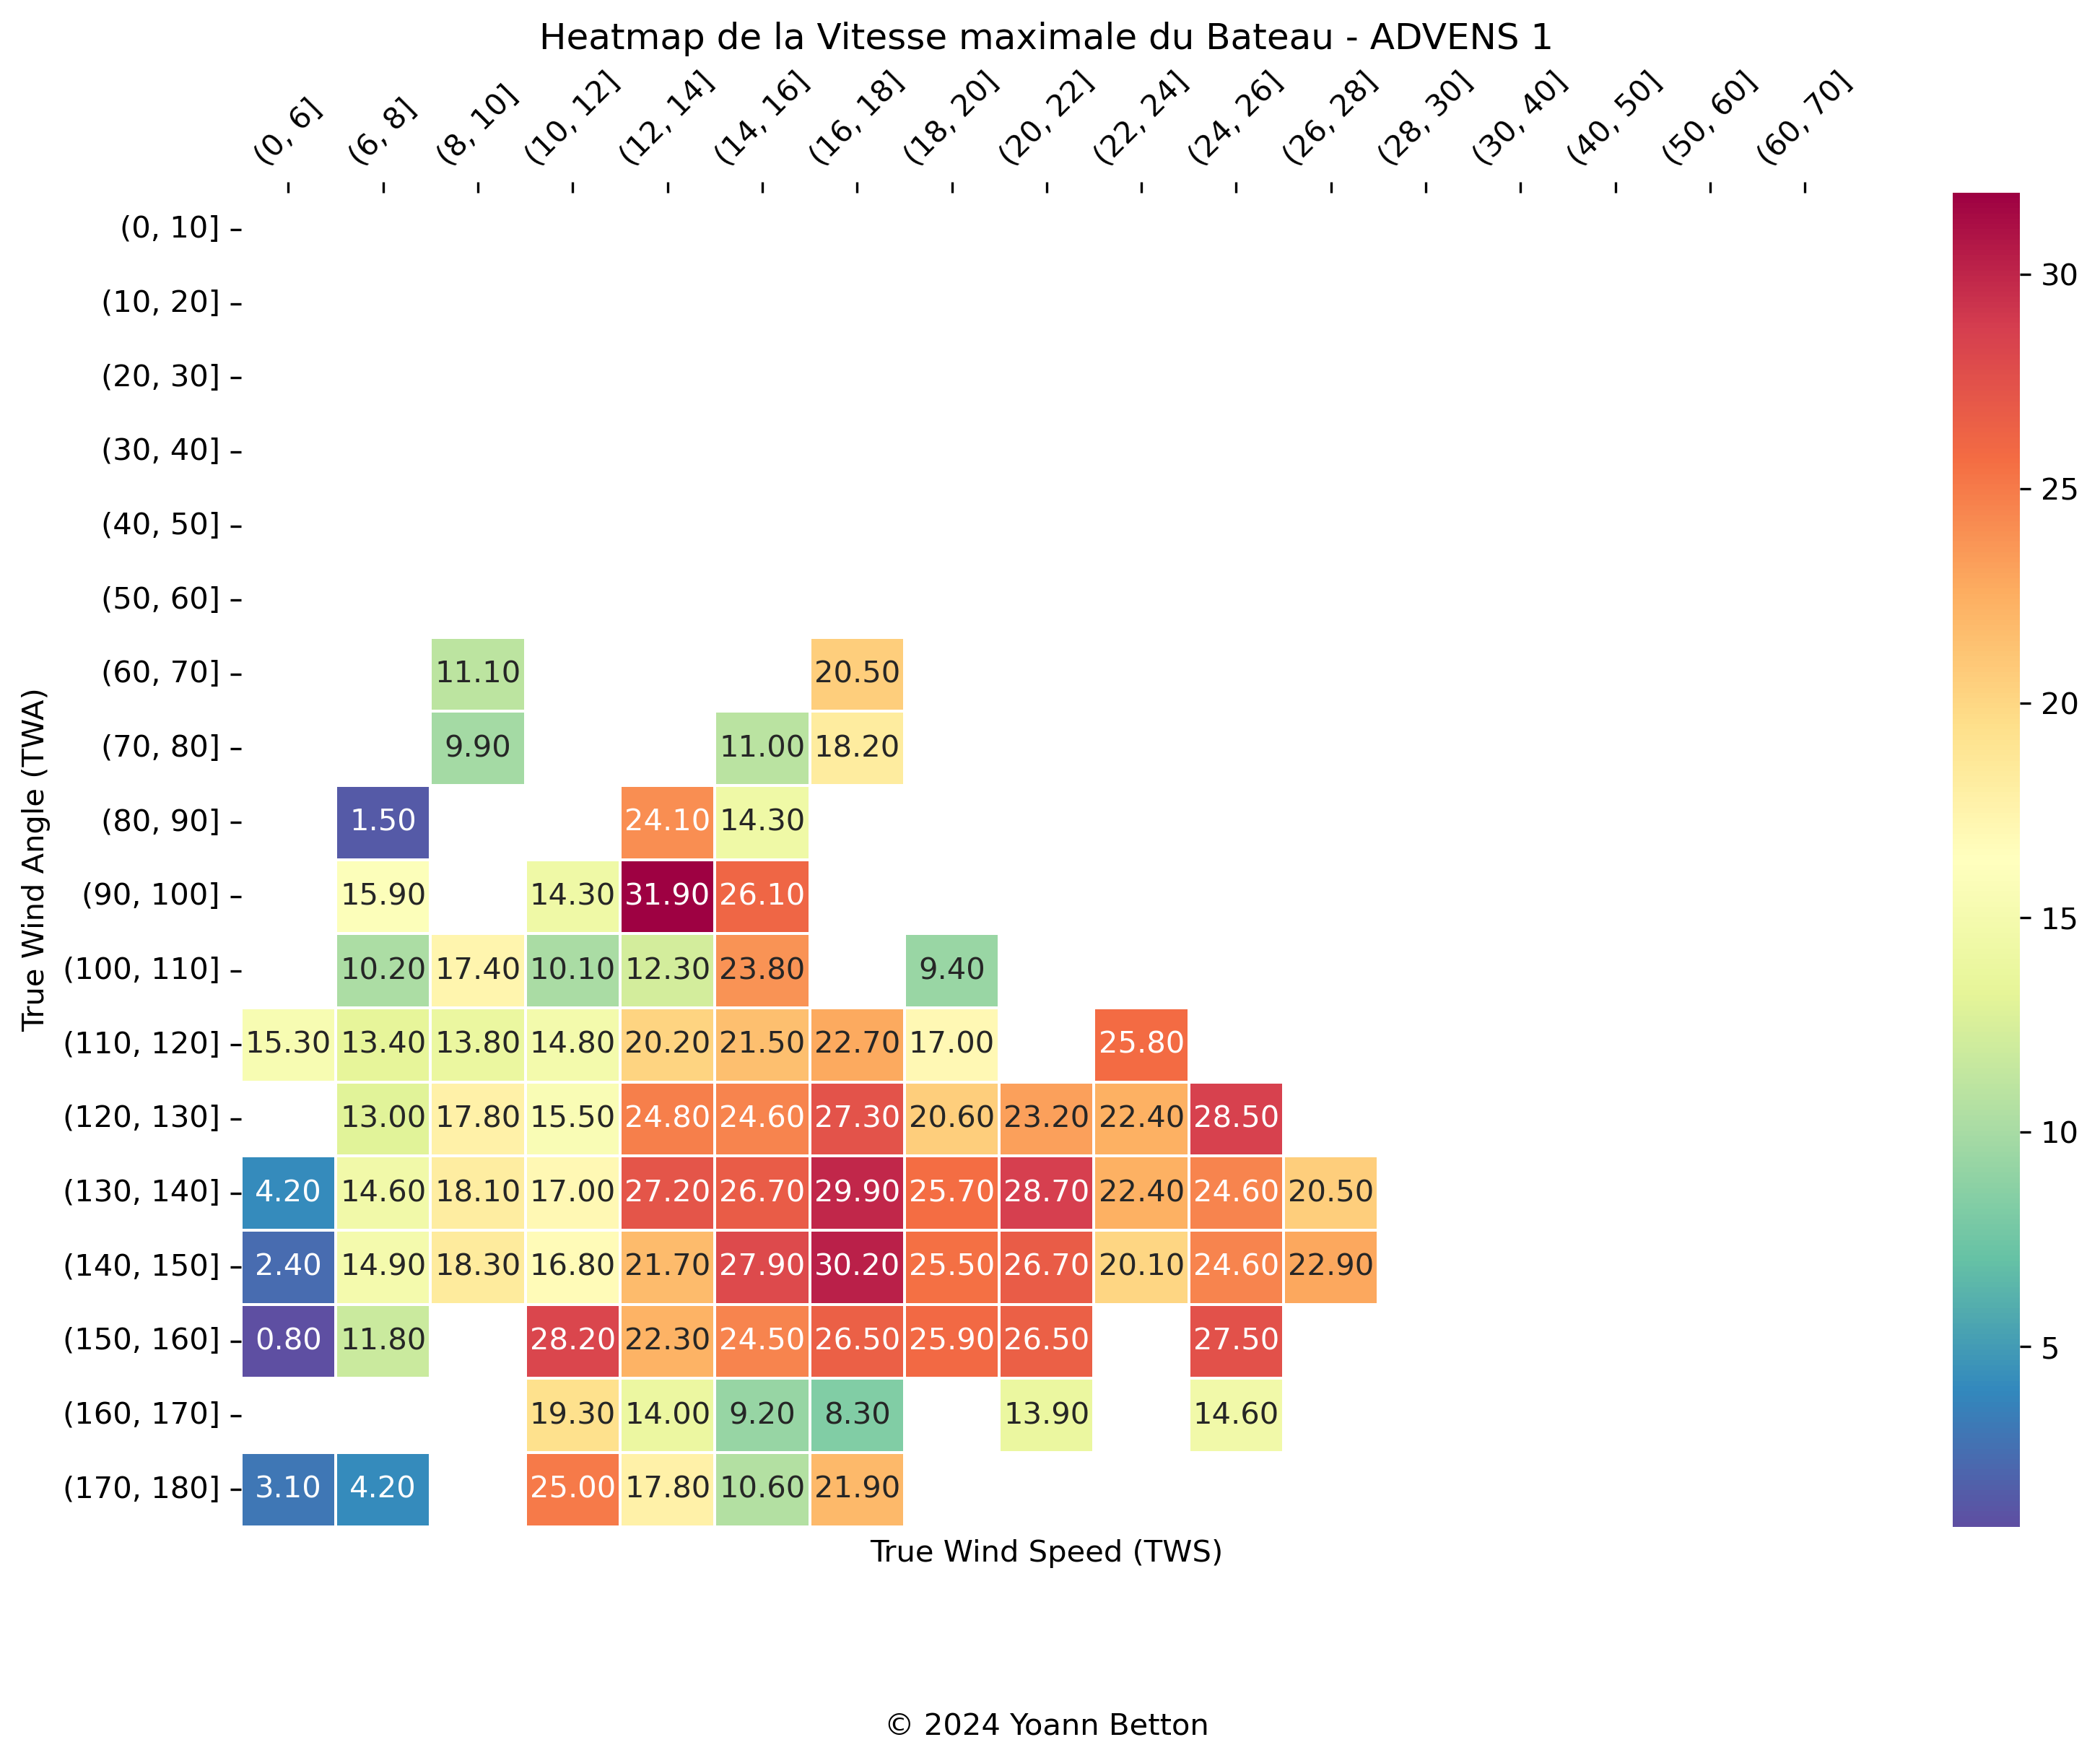 Heatmap de la Vitesse maximale du Bateau - ADVENS 1
(0, 6] (6, 8] (8, 10] (10, 12] (12, 14] (14, 16] (16, 18] (18, 20] (20, 22] (22, 24] (24, 26] (26, 28] (28, 30] (30, 40] (40, 50] (50, 60] (60, 70]
True Wind Angle (TWA)
(0, 10]
(10, 20]
(20, 30]
(30, 40]
(40, 50]
(50, 60]
(60, 70] 11.10 20.50
(70, 80] 9.90 11.00 18.20
(80, 90] 1.50 24.10 14.30
(90, 100] 15.90 14.30 31.90 26.10
(100, 110] 10.20 17.40 10.10 12.30 23.80 9.40
(110, 120] 15.30 13.40 13.80 14.80 20.20 21.50 22.70 17.00 25.80
(120, 130] 13.00 17.80 15.50 24.80 24.60 27.30 20.60 23.20 22.40 28.50
(130, 140] 4.20 14.60 18.10 17.00 27.20 26.70 29.90 25.70 28.70 22.40 24.60 20.50
(140, 150] 2.40 14.90 18.30 16.80 21.70 27.90 30.20 25.50 26.70 20.10 24.60 22.90
(150, 160] 0.80 11.80 28.20 22.30 24.50 26.50 25.90 26.50 27.50
(160, 170] 19.30 14.00 9.20 8.30 13.90 14.60
(170, 180] 3.10 4.20 25.00 17.80 10.60 21.90
True Wind Speed (TWS)
30
25
20
15
10
5
© 2024 Yoann Betton